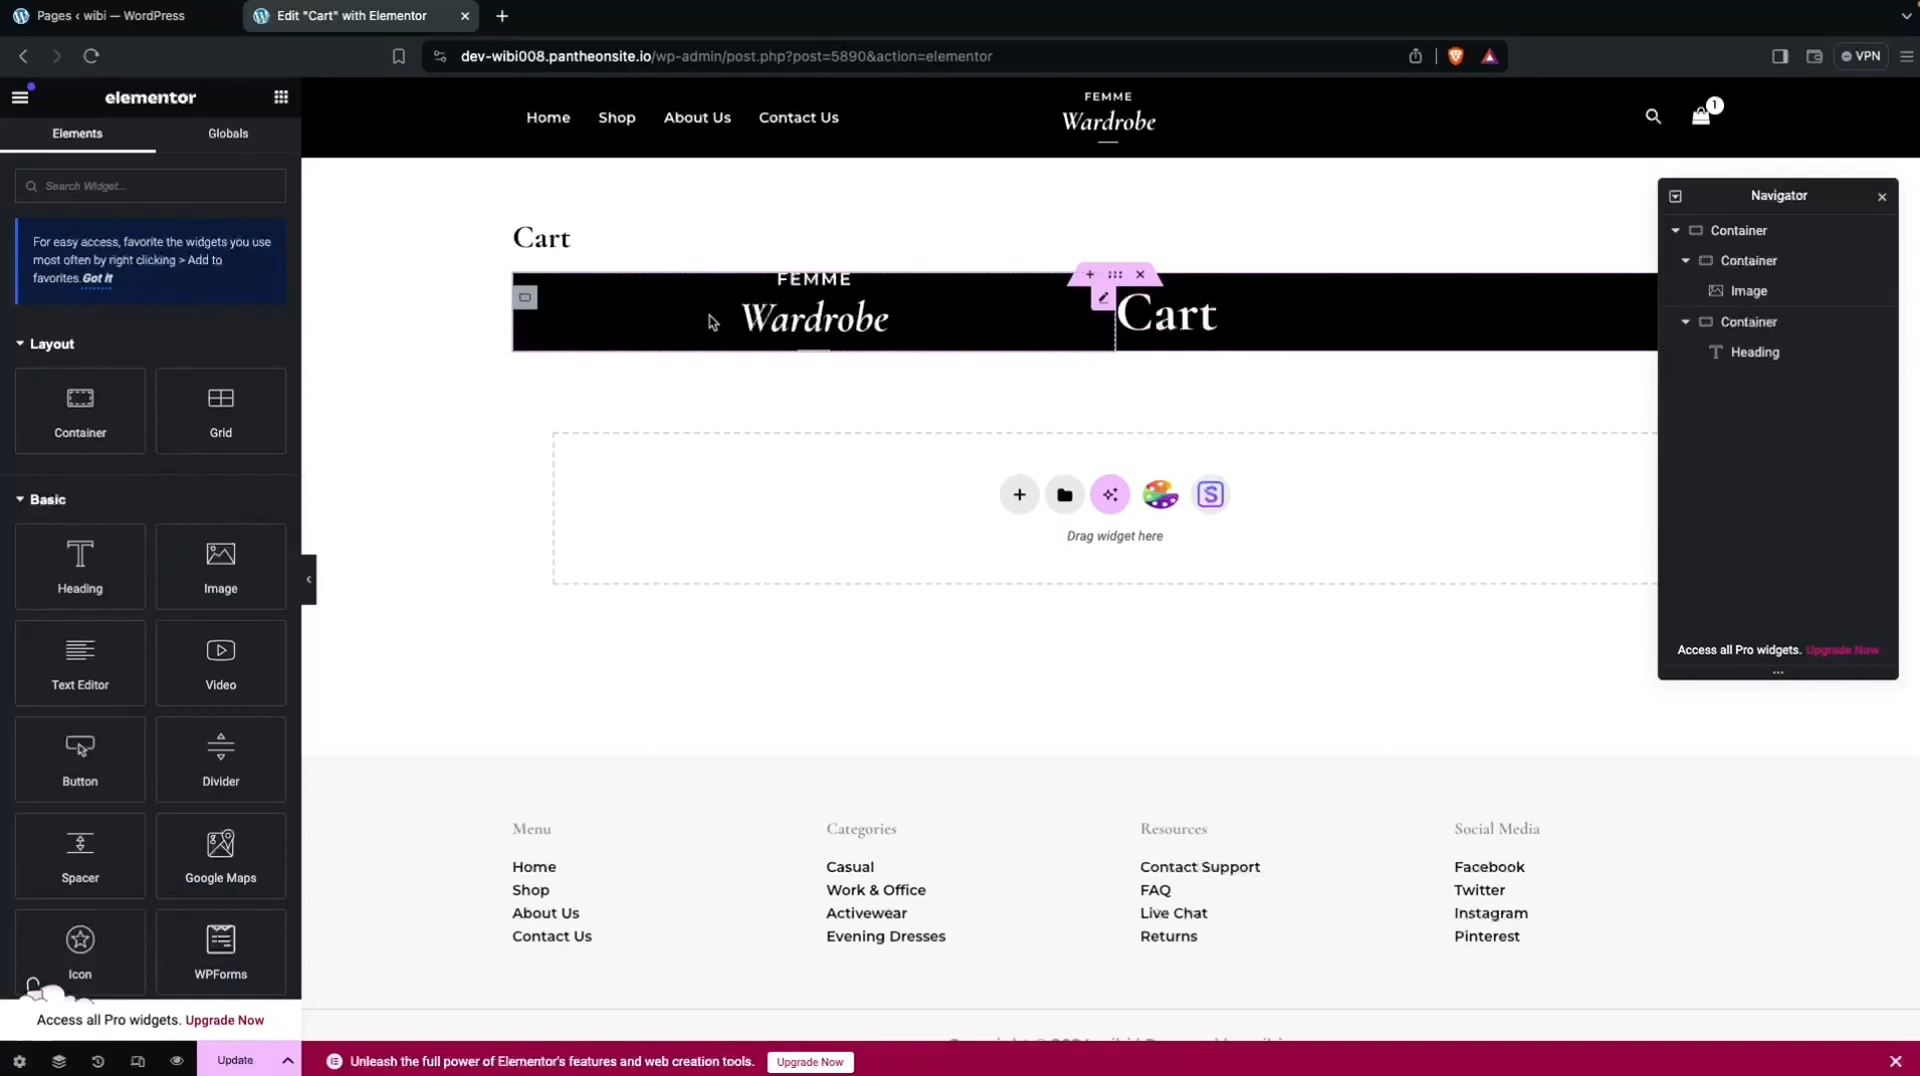 Pages ‹ wibi — WordPress
Edit "Cart" with Elementor
dev-wibi008.pantheonsite.io/wp-admin/post.php?post=5890&action=elementor
VPN
elementor
Elements
Globals
Search Widget...
For easy access, favorite the widgets you use
most often by right clicking > Add to
favorites. Got It
Layout
Container
Grid
Basic
Heading
Image
Text Editor
Video
Button
Divider
Spacer
Google Maps
Icon
WPForms
Access all Pro widgets. Upgrade Now
Update
Home
Shop
About Us
Contact Us
FEMME
Wardrobe
1
Cart
FEMME
Wardrobe
Cart
Drag widget here
Navigator
Container
Container
Image
Container
Heading
Access all Pro widgets. Upgrade Now
Menu
Home
Shop
About Us
Contact Us
Categories
Casual
Work & Office
Activewear
Evening Dresses
Resources
Contact Support
FAQ
Live Chat
Returns
Social Media
Facebook
Twitter
Instagram
Pinterest
Unleash the full power of Elementor's features and web creation tools.
Upgrade Now